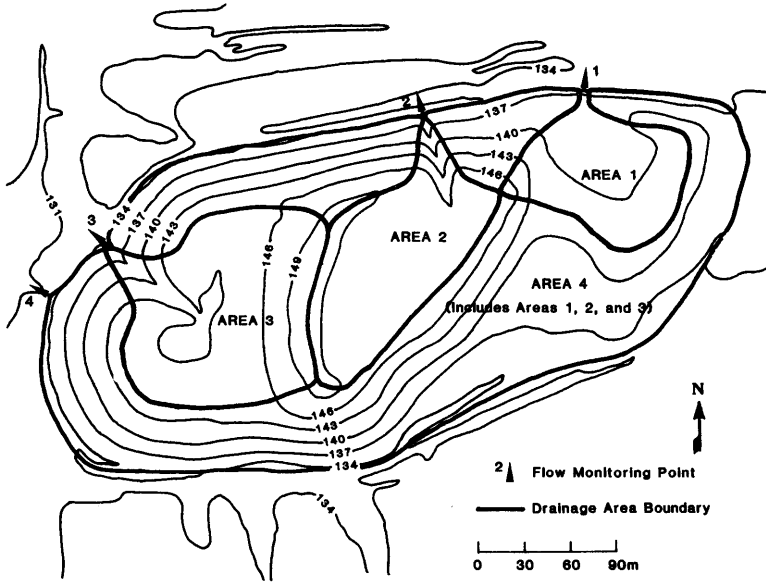 134
1
2
137
140
143
146
AREA 1
131
3
134
137
140
143
AREA 2
146
149
AREA 4
(Includes Areas 1, 2, and 3)
4
AREA 3
146
143
140
137
134
134
N
2 Flow Monitoring Point
Drainage Area Boundary
0 30 60 90m